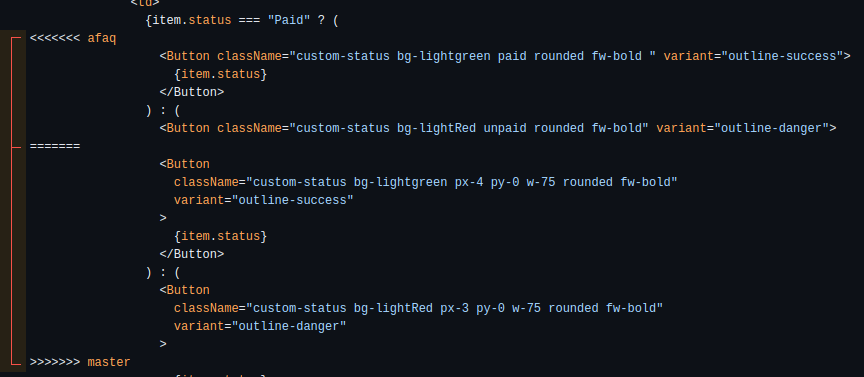 <td>
{item.status === "Paid" ? (
<<<<<<< afaq
<Button className="custom-status bg-lightgreen paid rounded fw-bold " variant="outline-success">
{item.status}
</Button>
) : (
<Button className="custom-status bg-lightRed unpaid rounded fw-bold" variant="outline-danger">
=======
<Button
className="custom-status bg-lightgreen px-4 py-0 w-75 rounded fw-bold"
variant="outline-success"
>
{item.status}
</Button>
) : (
<Button
className="custom-status bg-lightRed px-3 py-0 w-75 rounded fw-bold"
variant="outline-danger"
>
>>>>>>> master